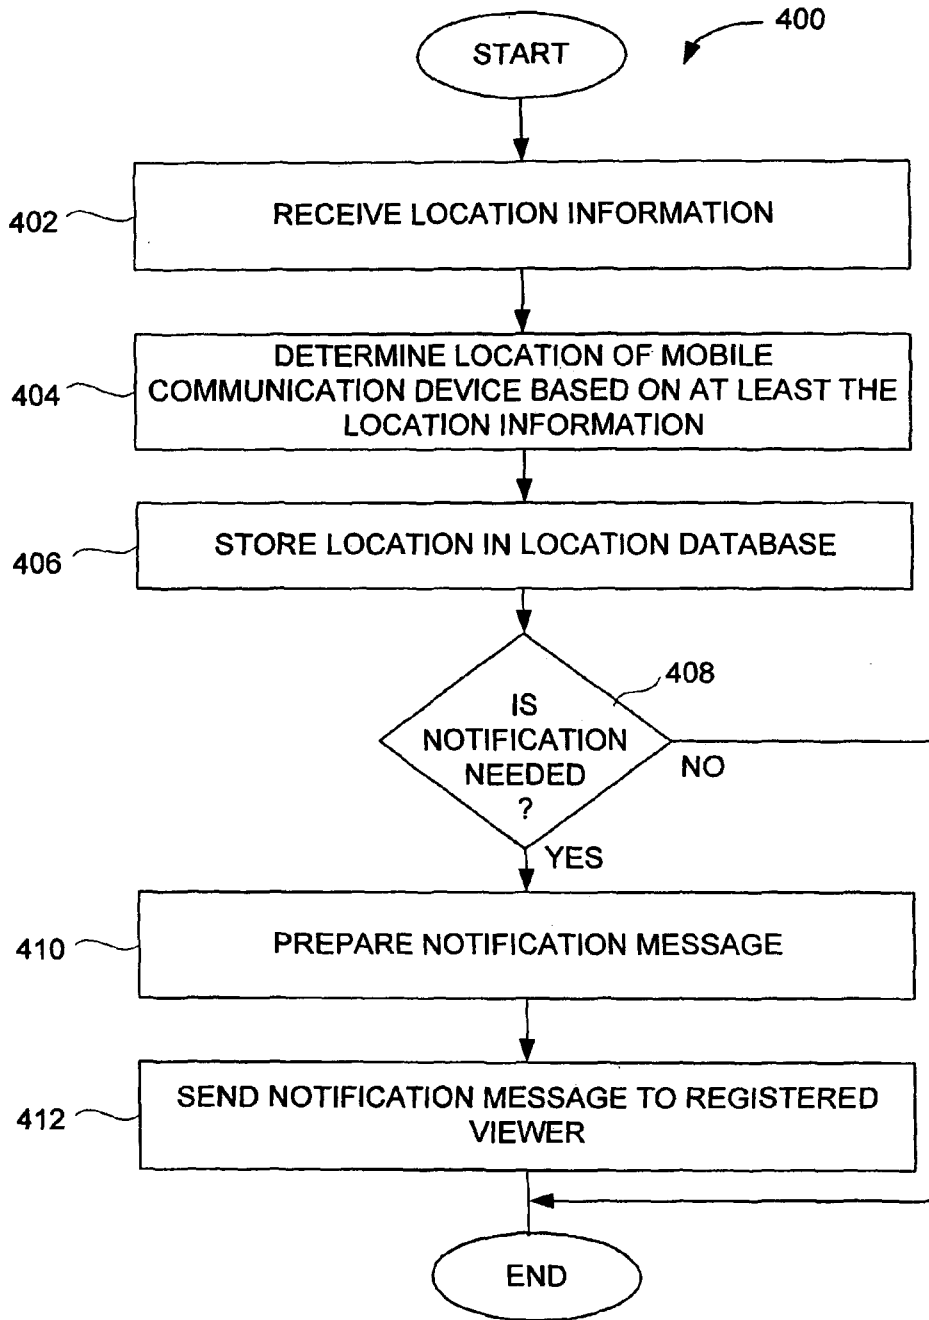 400
START
402
RECEIVE LOCATION INFORMATION
404
DETERMINE LOCATION OF MOBILE
COMMUNICATION DEVICE BASED ON AT LEAST THE
LOCATION INFORMATION
406
STORE LOCATION IN LOCATION DATABASE
408
IS
NOTIFICATION
NEEDED
?
NO
YES
410
PREPARE NOTIFICATION MESSAGE
412
SEND NOTIFICATION MESSAGE TO REGISTERED
VIEWER
END